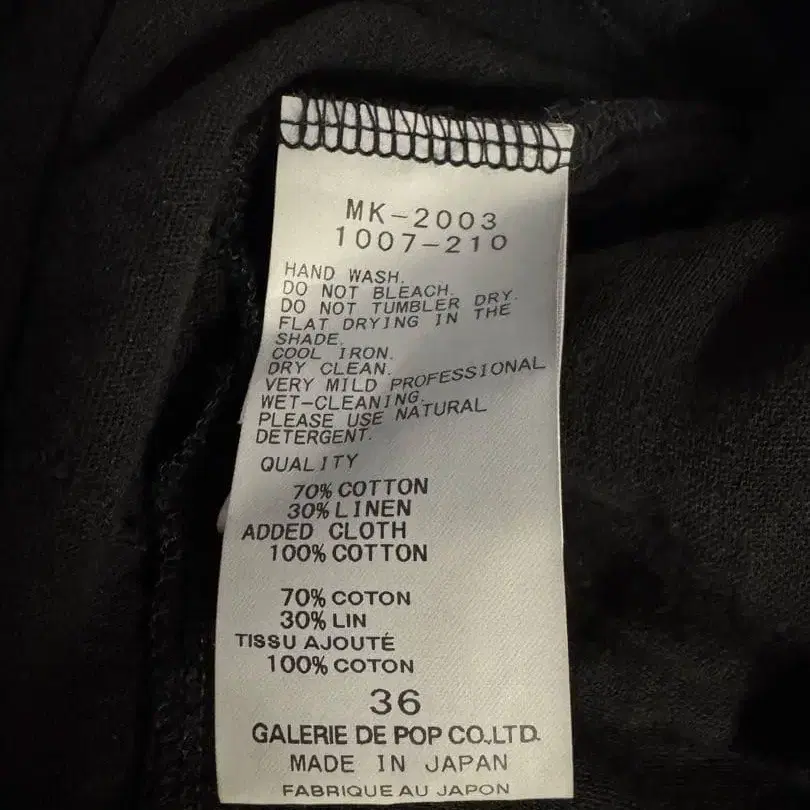 MK-2003
1007-210
HAND WASH.
DO NOT BLEACH.
DO NOT TUMBLER DRY.
FLAT DRYING IN THE
SHADE.
COOL IRON.
DRY CLEAN.
VERY MILD PROFESSIONAL
WET-CLEANING.
PLEASE USE NATURAL
DETERGENT.
QUALITY
70% COTTON
30% LINEN
ADDED CLOTH
100% COTTON
70% COTON
30% LIN
TISSU AJOUTÉ
100% COTON
36
GALERIE DE POP CO.,LTD.
MADE IN JAPAN
FABRIQUE AU JAPON